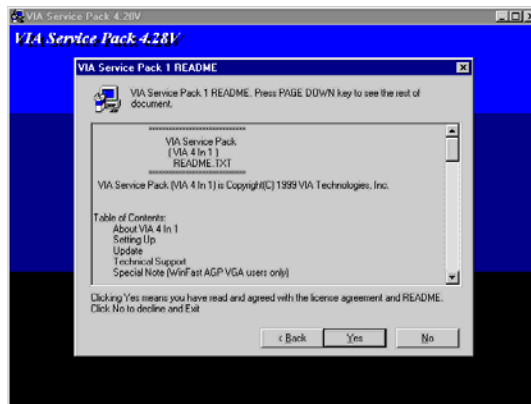 VIA Service Pack 4.28V
VIA Service Pack 4.28V
VIA Service Pack 1 README
VIA Service Pack 1 README. Press PAGE DOWN key to see the rest of
document.
==========================
VIA Service Pack
( VIA 4 In 1 )
README.TXT
==========================
VIA Service Pack (VIA 4 In 1) is Copyright(C) 1999 VIA Technologies, Inc.
Table of Contents:
About VIA 4 In 1
Setting Up
Update
Technical Support
Special Note (WinFast AGP VGA users only)
Clicking Yes means you have read and agreed with the license agreement and README.
Click No to decline and Exit
< Back
Yes
No